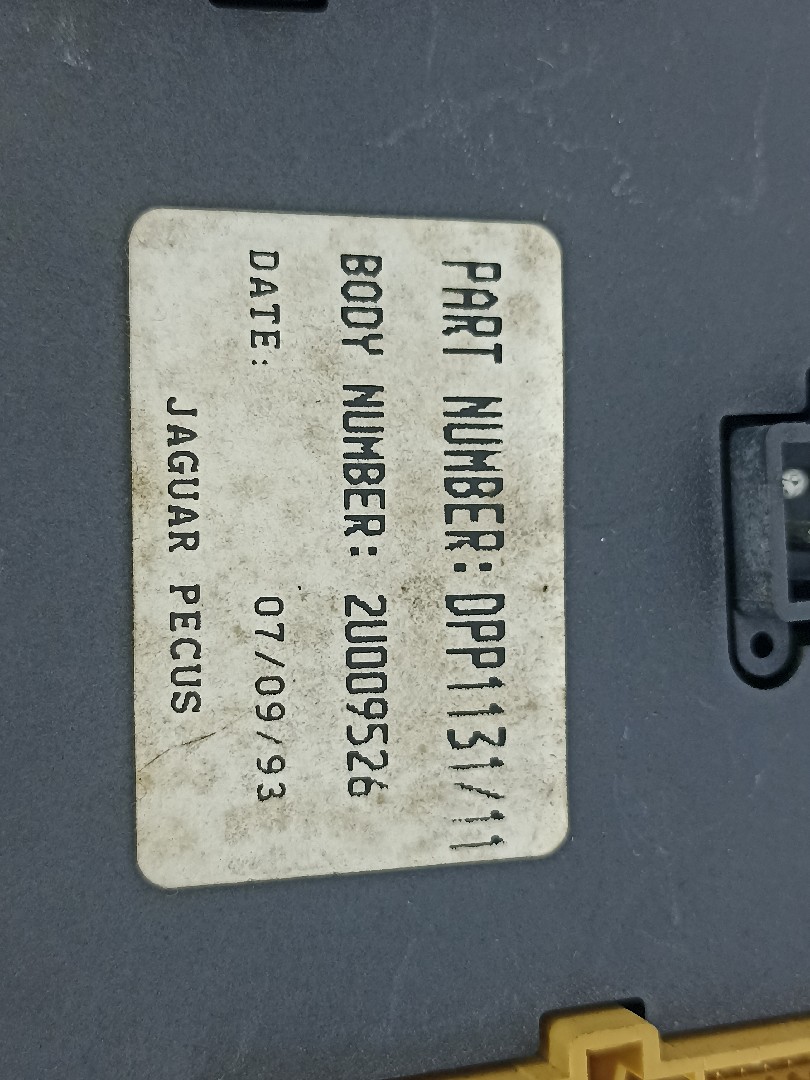 PART NUMBER: DPP1131/11
BODY NUMBER: 2U009526
DATE: 07/09/93
JAGUAR PECUS